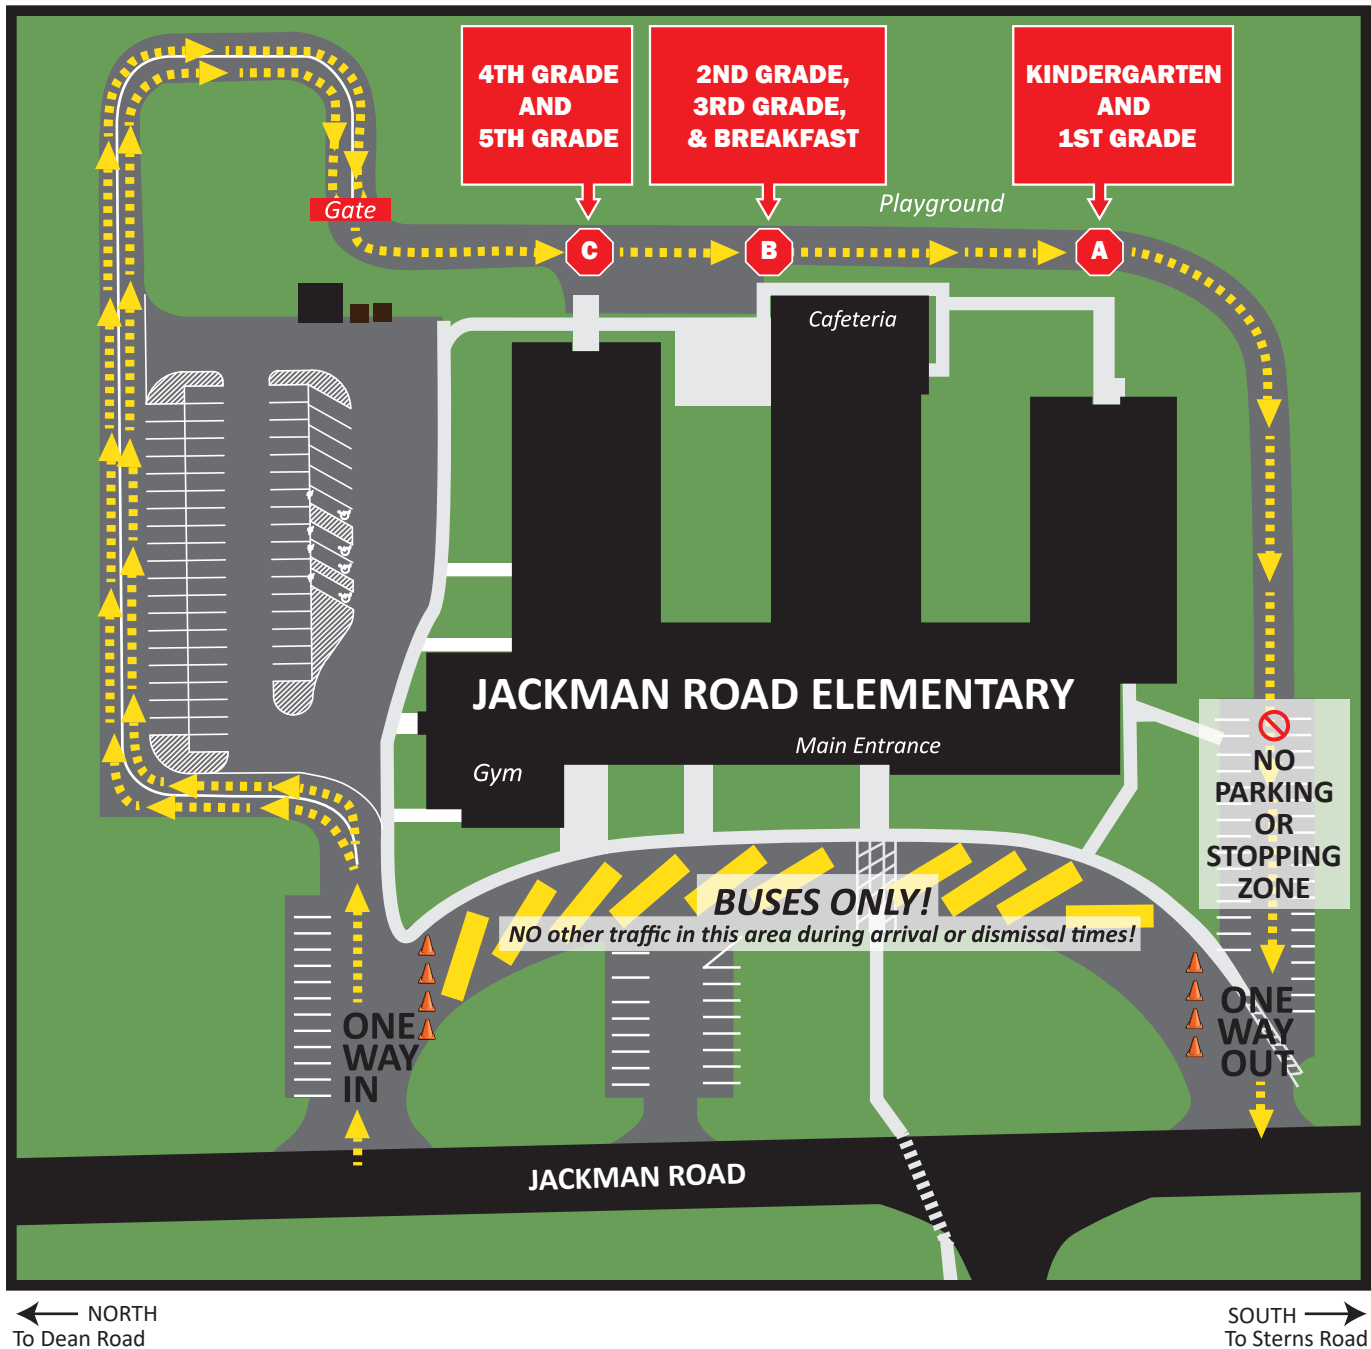 4TH GRADE
AND
5TH GRADE
2ND GRADE,
3RD GRADE,
& BREAKFAST
KINDERGARTEN
AND
1ST GRADE
Gate
Playground
C
B
A
Cafeteria
JACKMAN ROAD ELEMENTARY
Main Entrance
Gym
NO
PARKING
OR
STOPPING
ZONE
BUSES ONLY!
NO other traffic in this area during arrival or dismissal times!
ONE
WAY
IN
ONE
WAY
OUT
JACKMAN ROAD
NORTH
To Dean Road
SOUTH
To Sterns Road